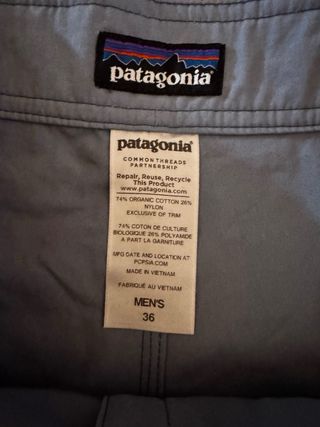 patagonia®
patagonia®
COMMON THREADS
PARTNERSHIP
Repair, Reuse, Recycle
This Product
www.patagonia.com
74% ORGANIC COTTON 26%
NYLON
EXCLUSIVE OF TRIM
74% COTON DE CULTURE
BIOLOGIQUE 26% POLYAMIDE
A PART LA GARNITURE
MFG DATE AND LOCATION AT
PCPSIA.COM
MADE IN VIETNAM
FABRIQUÉ AU VIETNAM
MEN'S
36